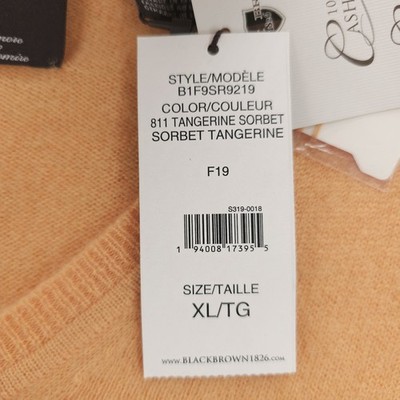 STYLE/MODÈLE
B1F9SR9219
COLOR/COULEUR
811 TANGERINE SORBET
SORBET TANGERINE
F19
S319-0018
1 94008 17395 5
SIZE/TAILLE
XL/TG
WWW.BLACKBROWN1826.COM